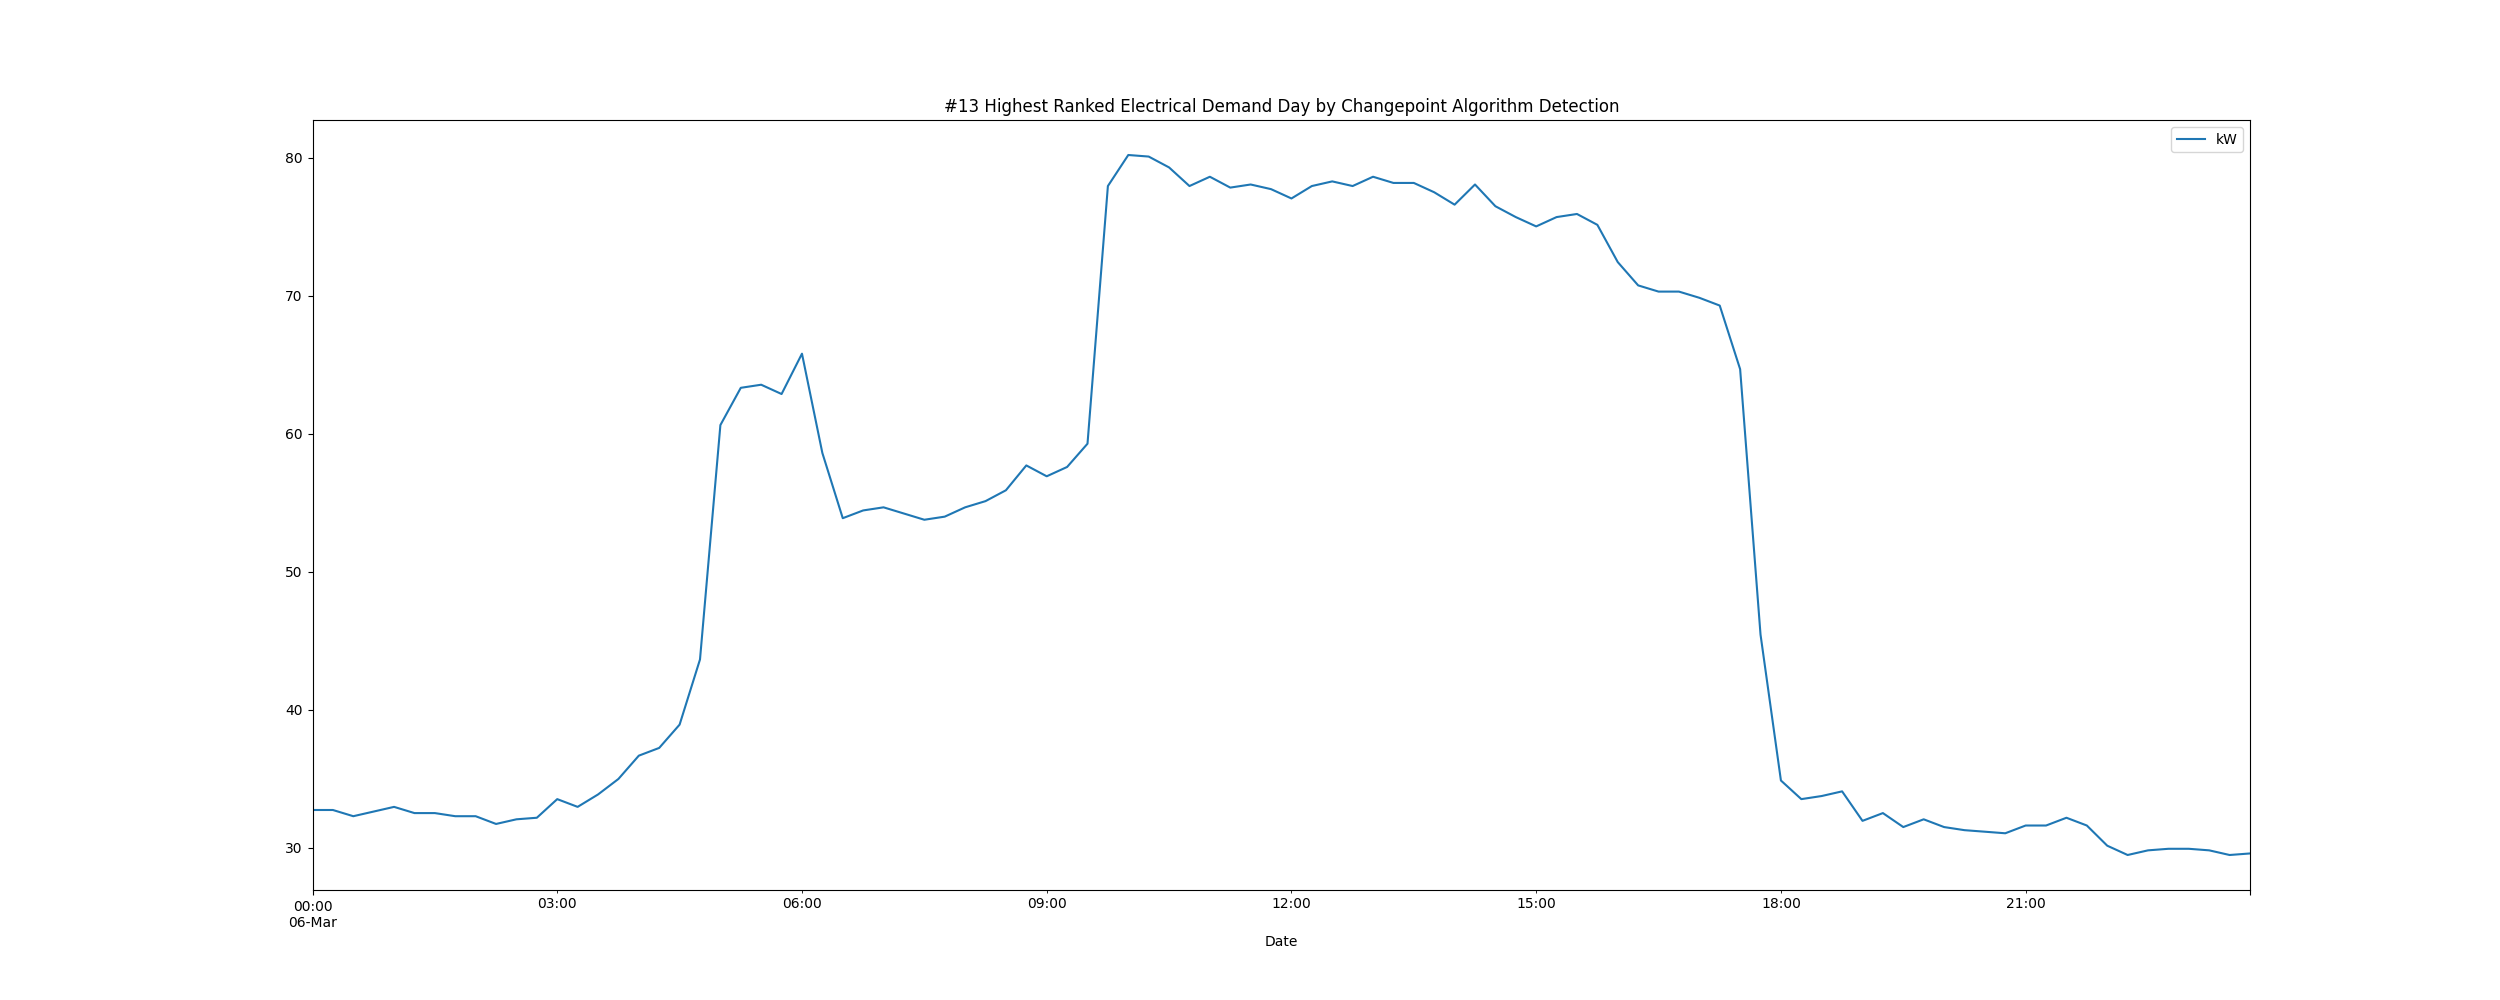 #13 Highest Ranked Electrical Demand Day by Changepoint Algorithm Detection
kW
80
70
60
50
40
30
00:00 03:00 06:00 09:00 12:00 15:00 18:00 21:00
06-Mar
Date